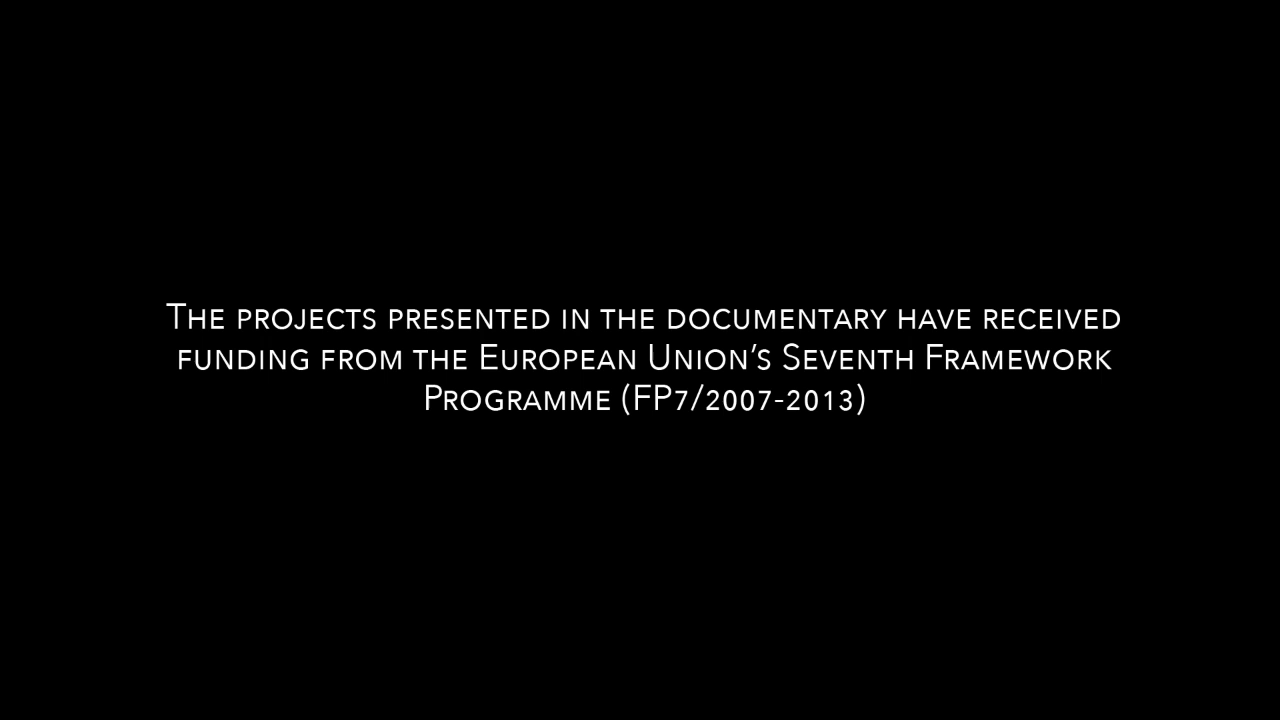 The projects presented in the documentary have received
funding from the European Union’s Seventh Framework
Programme (FP7/2007-2013)